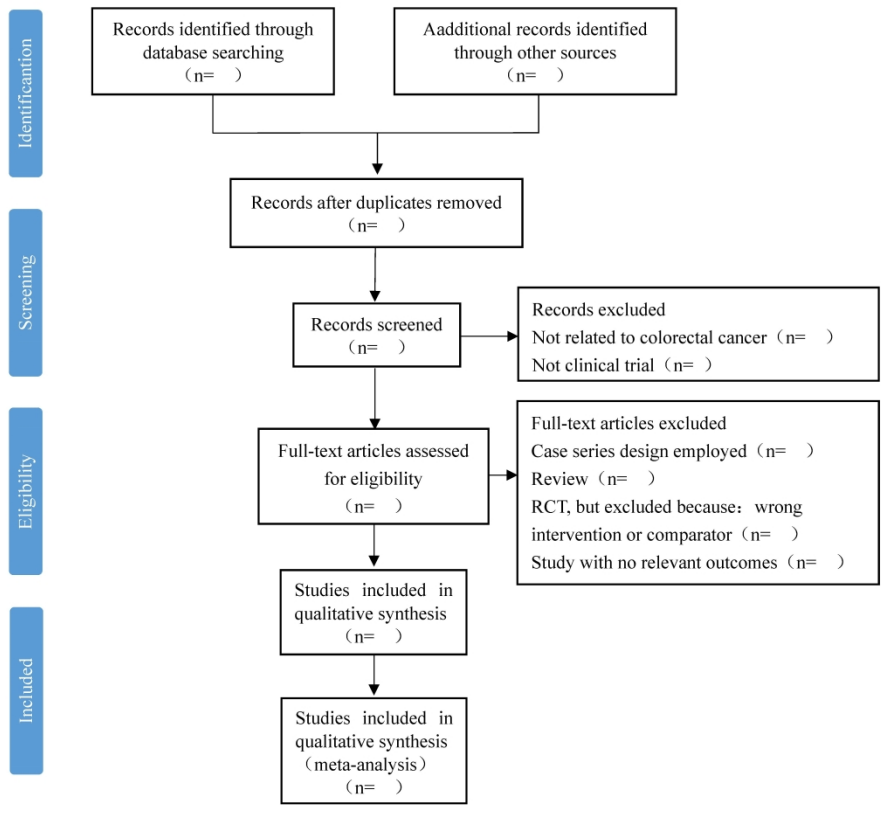 Identificantion
Records identified through
database searching
（n=    ）
Aadditional records identified
through other sources
（n=    ）
Records after duplicates removed
（n=    ）
Screening
Records screened
（n=    ）
Records excluded
Not related to colorectal cancer（n=    ）
Not clinical trial（n=  ）
Eligibility
Full-text articles assessed
for eligibility
（n=    ）
Full-text articles excluded
Case series design employed（n=    ）
Review（n=    ）
RCT, but excluded because：wrong
intervention or comparator（n=    ）
Study with no relevant outcomes（n=    ）
Included
Studies included in
qualitative synthesis
（n=    ）
Studies included in
qualitative synthesis
（meta-analysis）
（n=    ）